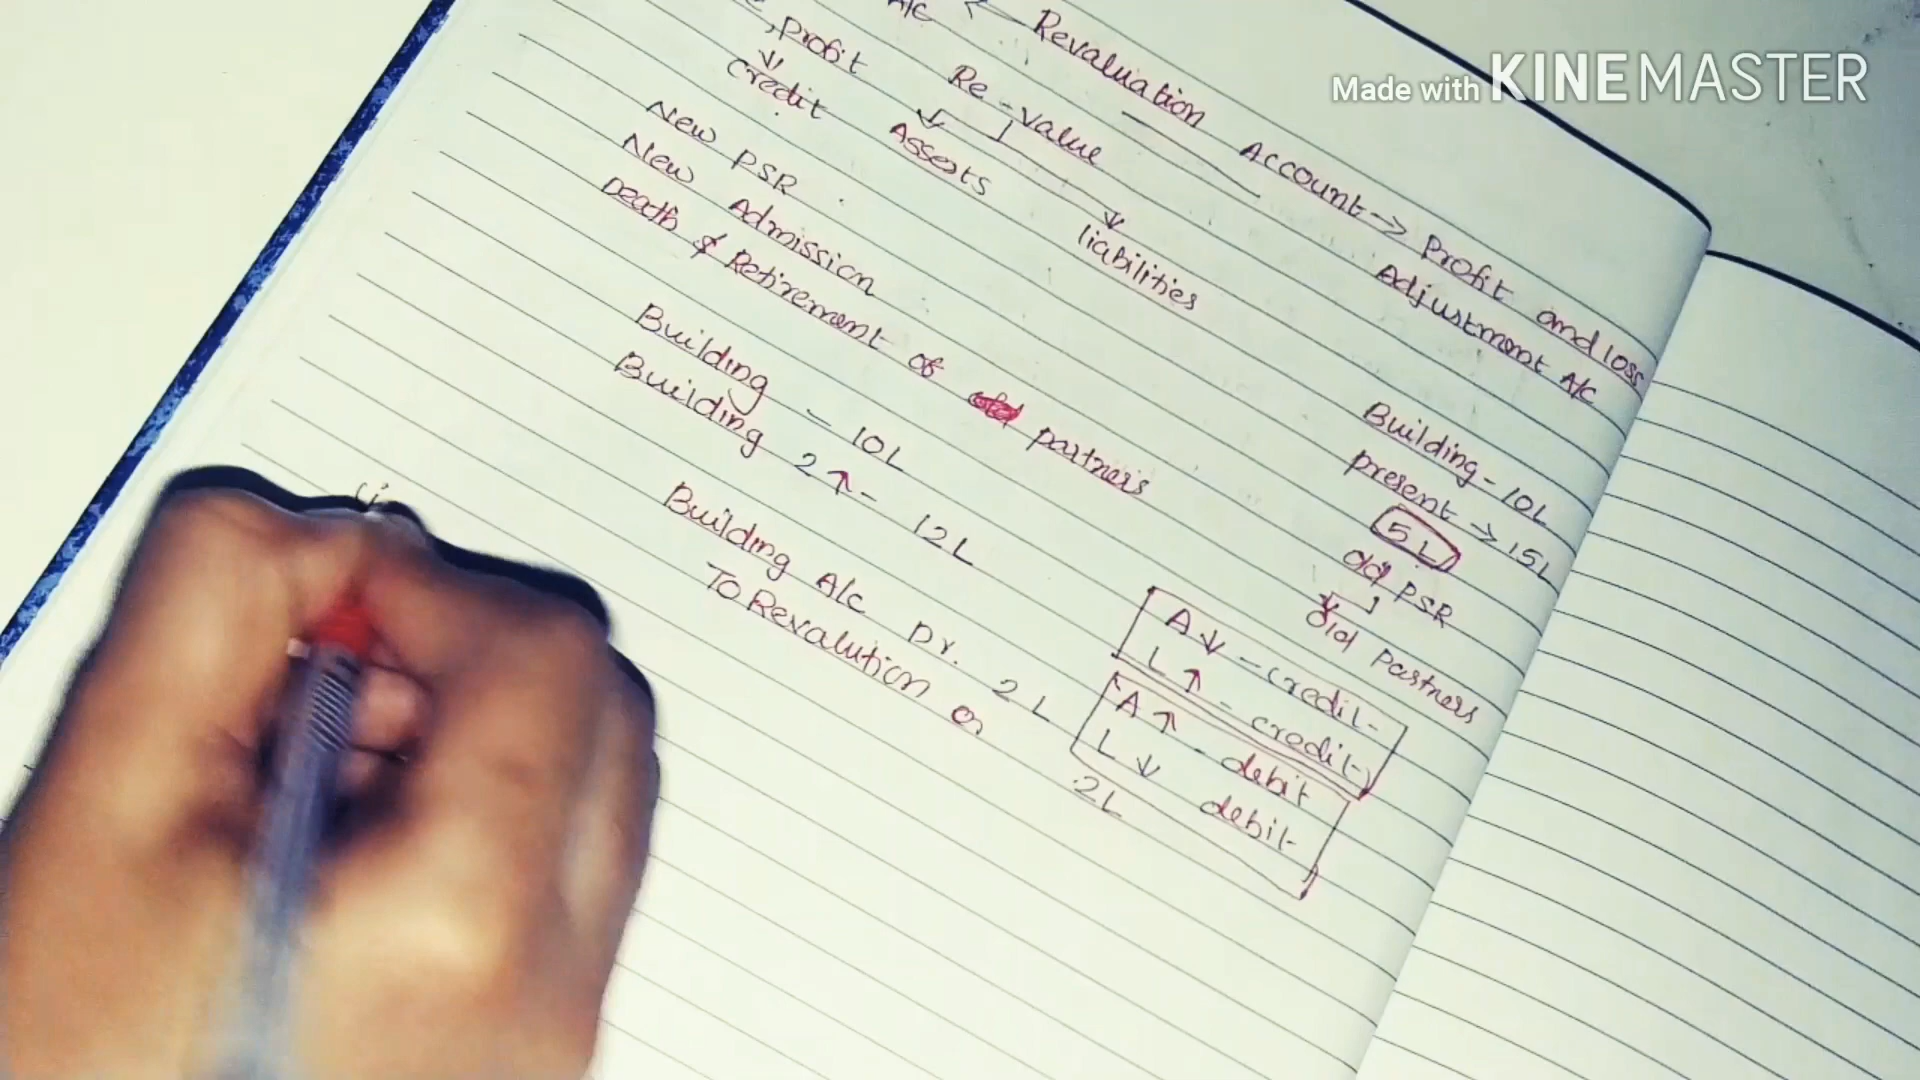 Made with KINEMASTER
A/c
Revaluation Account → Profit and loss
Adjustment A/c
, Profit
credit
Re-value
Assests
liabilities
New PSR
New Admission
Death & Retirement of partners
Building - 10L
Building 2↑- 12L
Building - 10L
present → 15L
5L
old PSR
old partners
Building A/c Dr. 2L
To Revalution 2L
A↓ - credit
L↑ - credit
A↑ - debit
L↓ debit